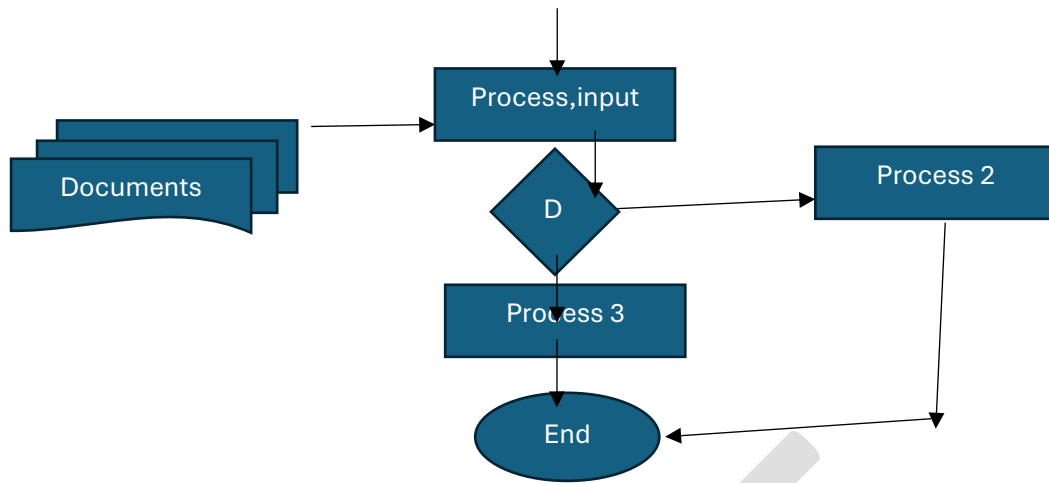 Process,input
Documents
Process 2
D
Process 3
End